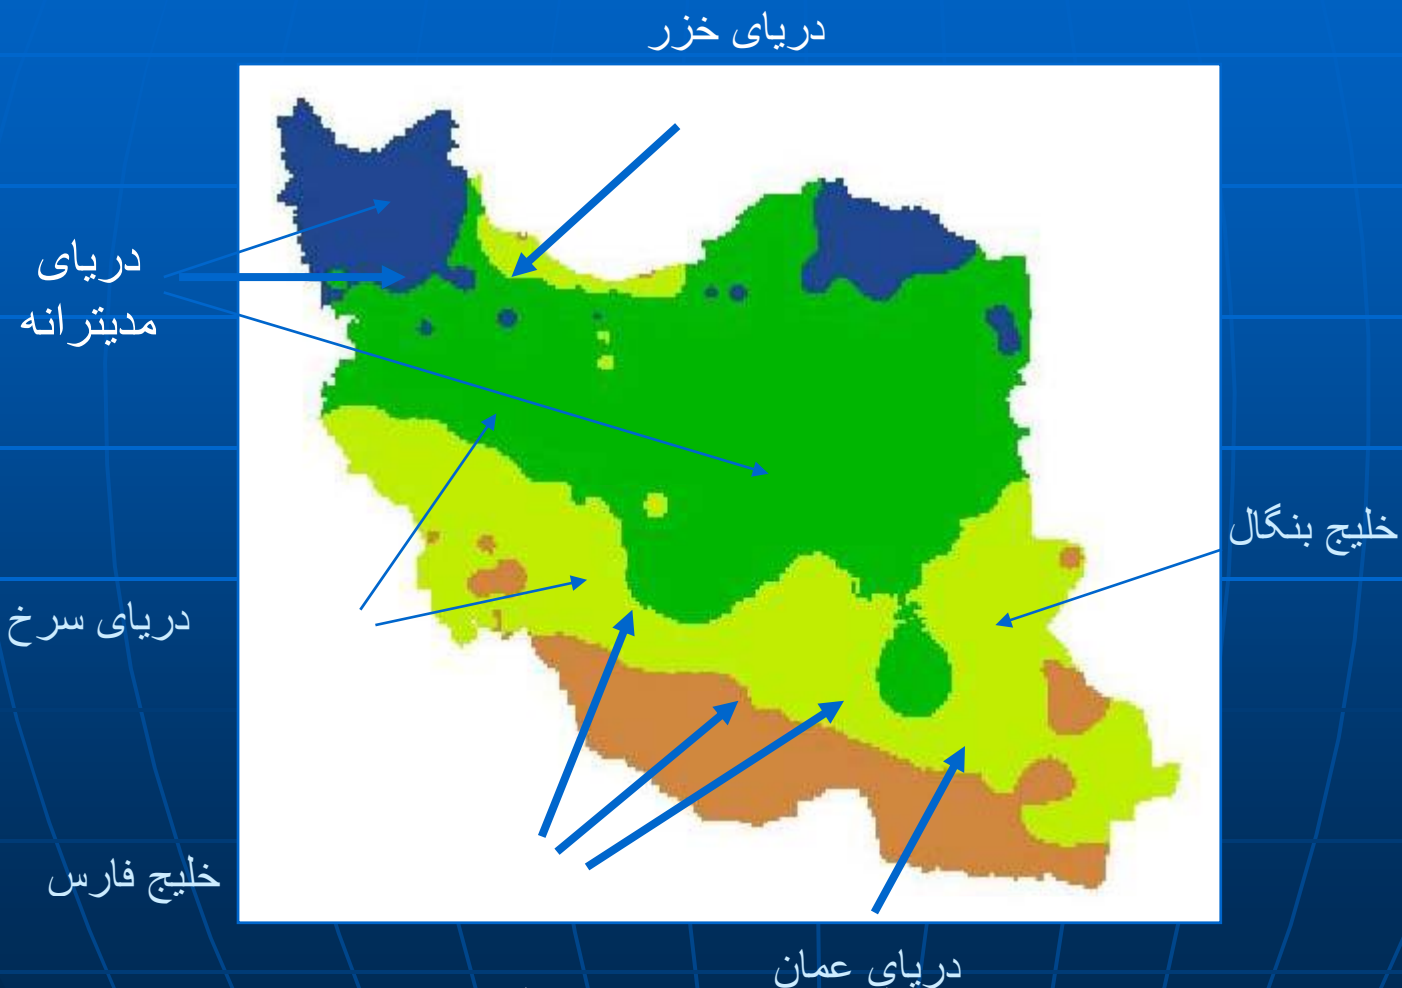 دریای خزر
دریای
مدیترانه
خلیج بنگال
دریای سرخ
خلیج فارس
دریای عمان